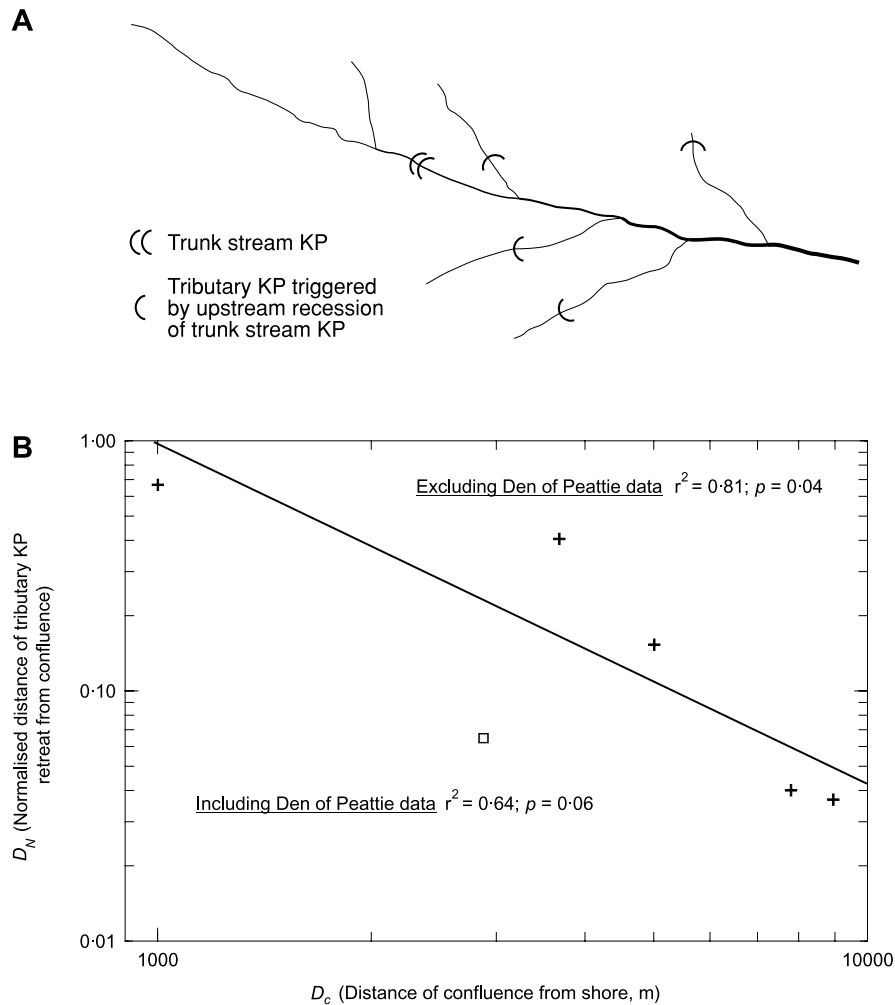 A
Trunk stream KP
Tributary KP triggered
by upstream recession
of trunk stream KP
B
1·00
0·10
0·01
D_N (Normalised distance of tributary KP
retreat from confluence)
Excluding Den of Peattie data r² = 0·81; p = 0·04
Including Den of Peattie data r² = 0·64; p = 0·06
1000
10000
D_c (Distance of confluence from shore, m)